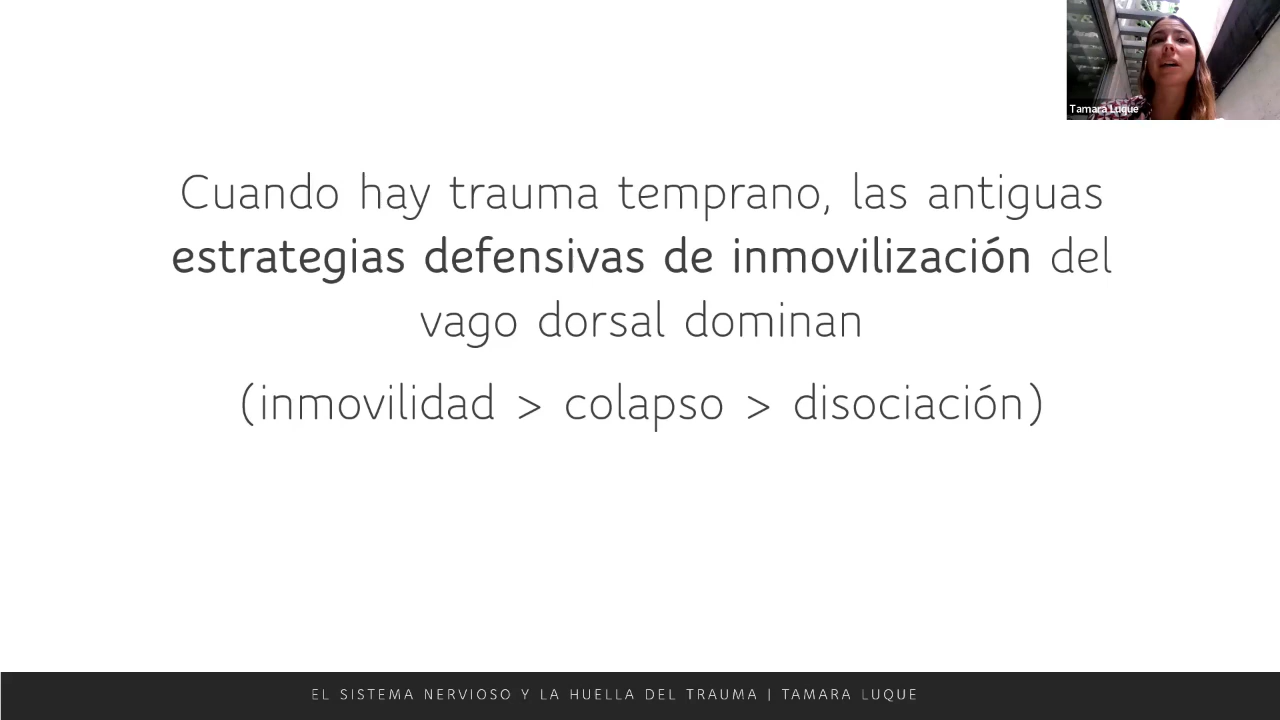 Tamara Luque
Cuando hay trauma temprano, las antiguas
estrategias defensivas de inmovilización del
vago dorsal dominan
(inmovilidad > colapso > disociación)
EL SISTEMA NERVIOSO Y LA HUELLA DEL TRAUMA | TAMARA LUQUE